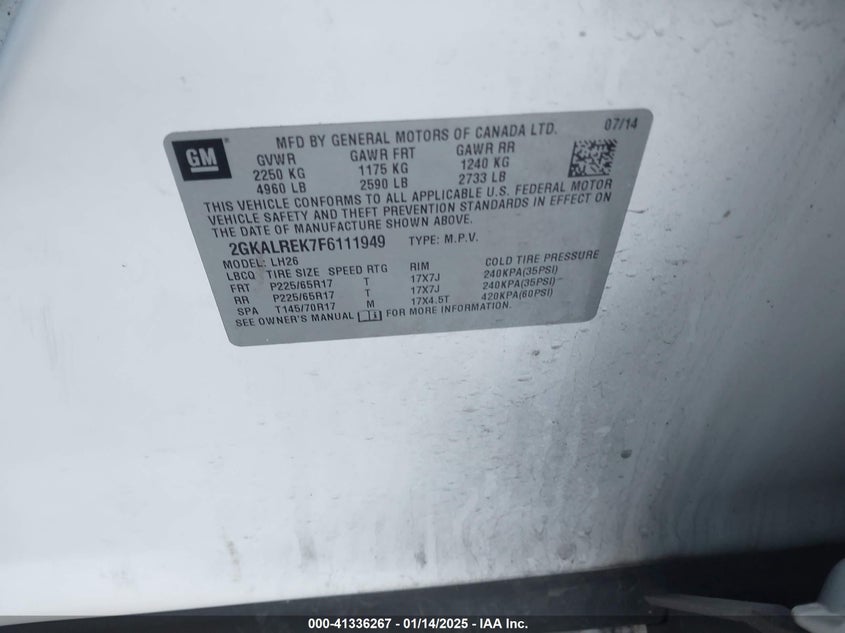 GM
MFD BY GENERAL MOTORS OF CANADA LTD. 07/14
GVWR GAWR FRT GAWR RR
2250 KG 1175 KG 1240 KG
4960 LB 2590 LB 2733 LB
THIS VEHICLE CONFORMS TO ALL APPLICABLE U.S. FEDERAL MOTOR
VEHICLE SAFETY AND THEFT PREVENTION STANDARDS IN EFFECT ON
THE DATE OF MANUFACTURE SHOWN ABOVE.
2GKALREK7F6111949 TYPE: M.P.V.
MODEL: LH26
LBCQ TIRE SIZE SPEED RTG RIM COLD TIRE PRESSURE
FRT P225/65R17 T 17X7J 240KPA(35PSI)
RR P225/65R17 T 17X7J 240KPA(35PSI)-
SPA T145/70R17 M 17X4.5T 420KPA(60PSI)
SEE OWNER'S MANUAL FOR MORE INFORMATION.
000-41336267 - 01/14/2025 - IAA Inc.